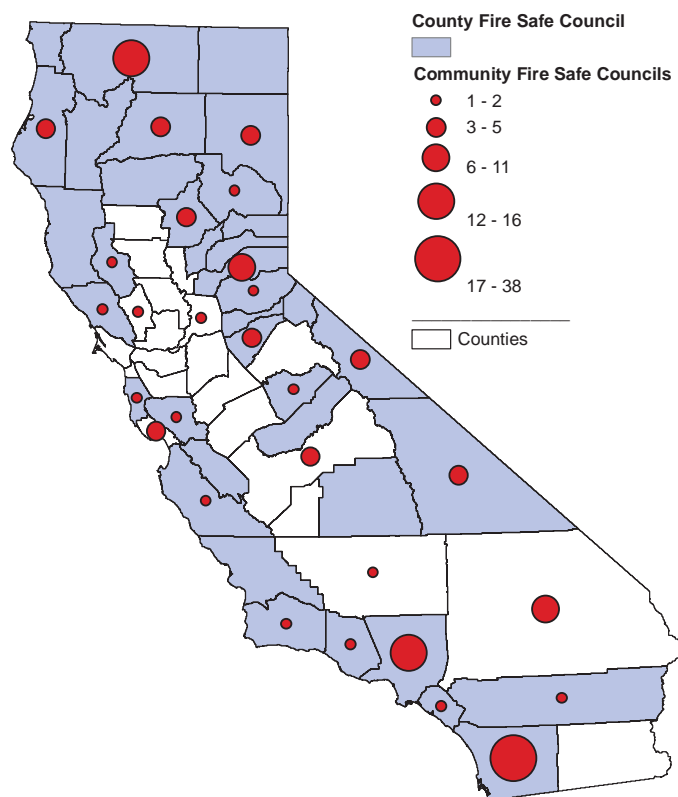 County Fire Safe Council
Community Fire Safe Councils
1 - 2
3 - 5
6 - 11
12 - 16
17 - 38
Counties